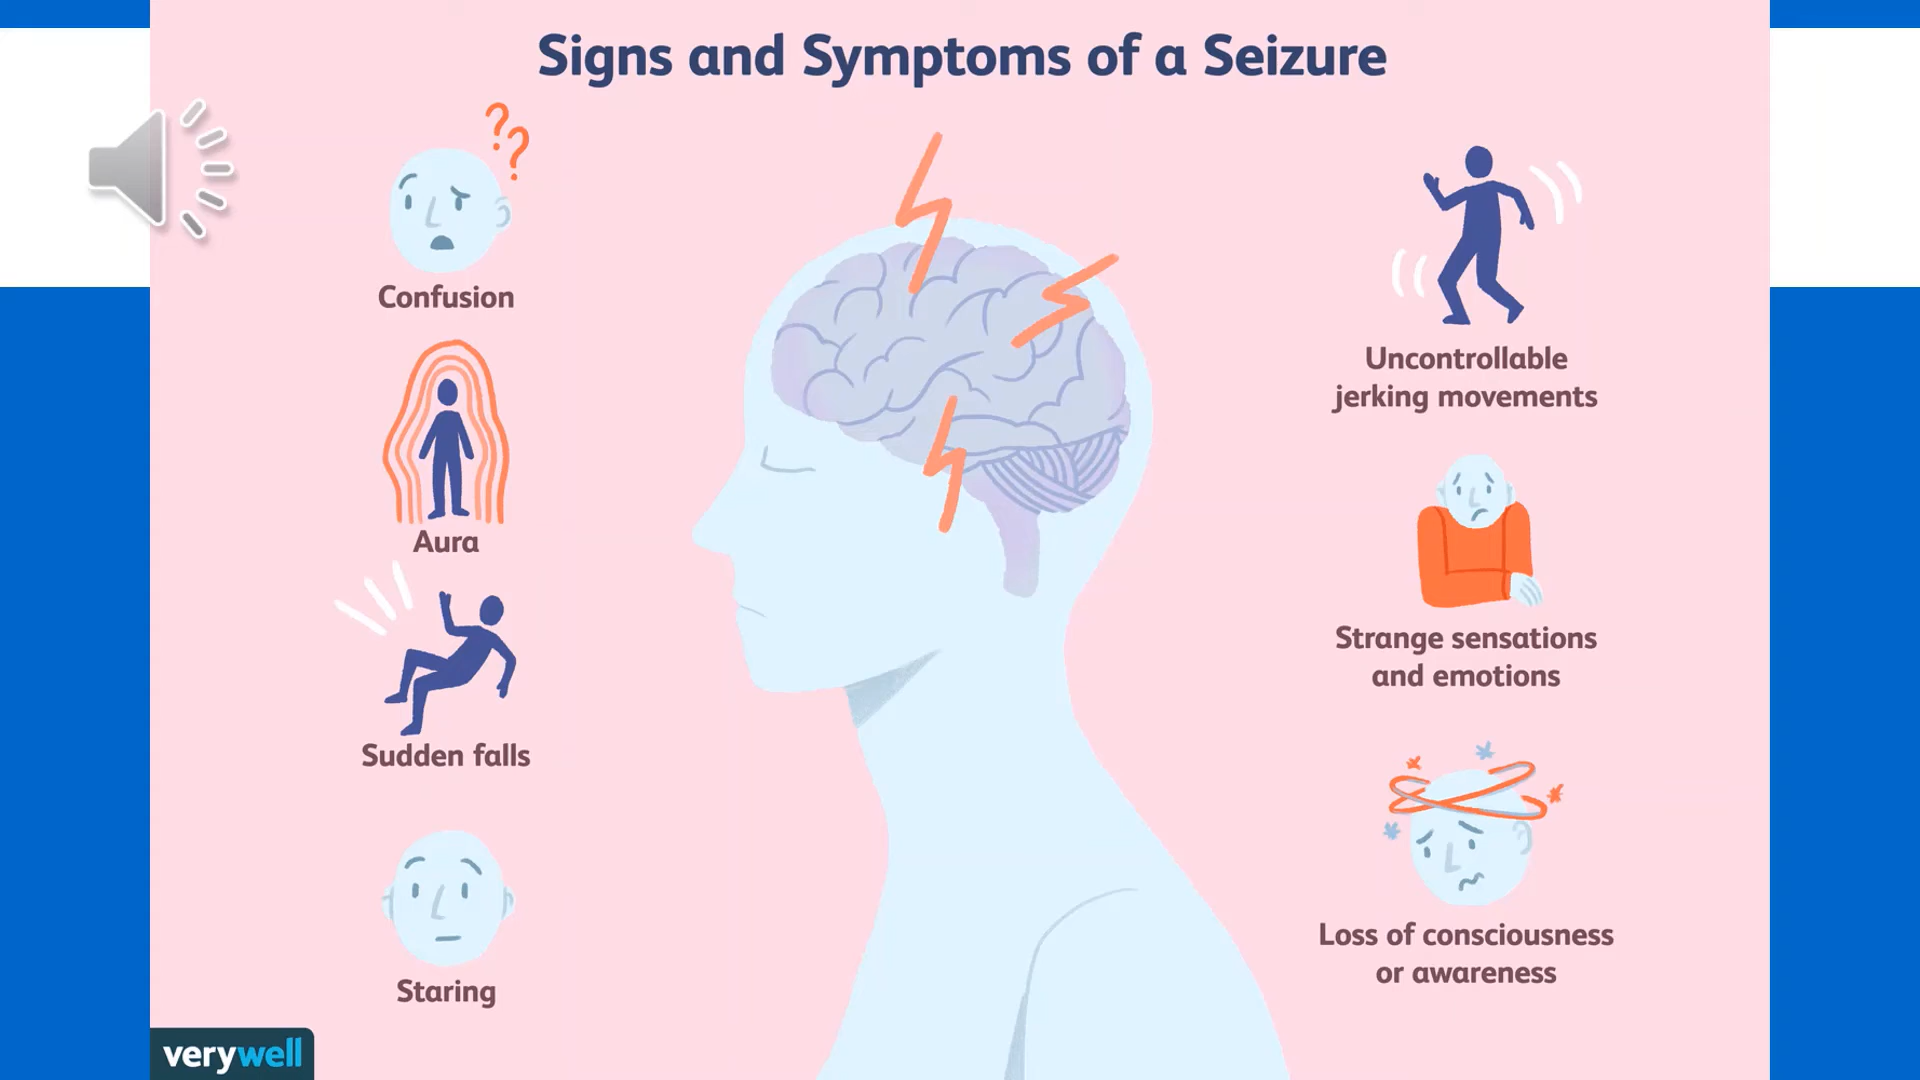 Signs and Symptoms of a Seizure
??
Confusion
Aura
Sudden falls
Staring
Uncontrollable
jerking movements
Strange sensations
and emotions
Loss of consciousness
or awareness
verywell